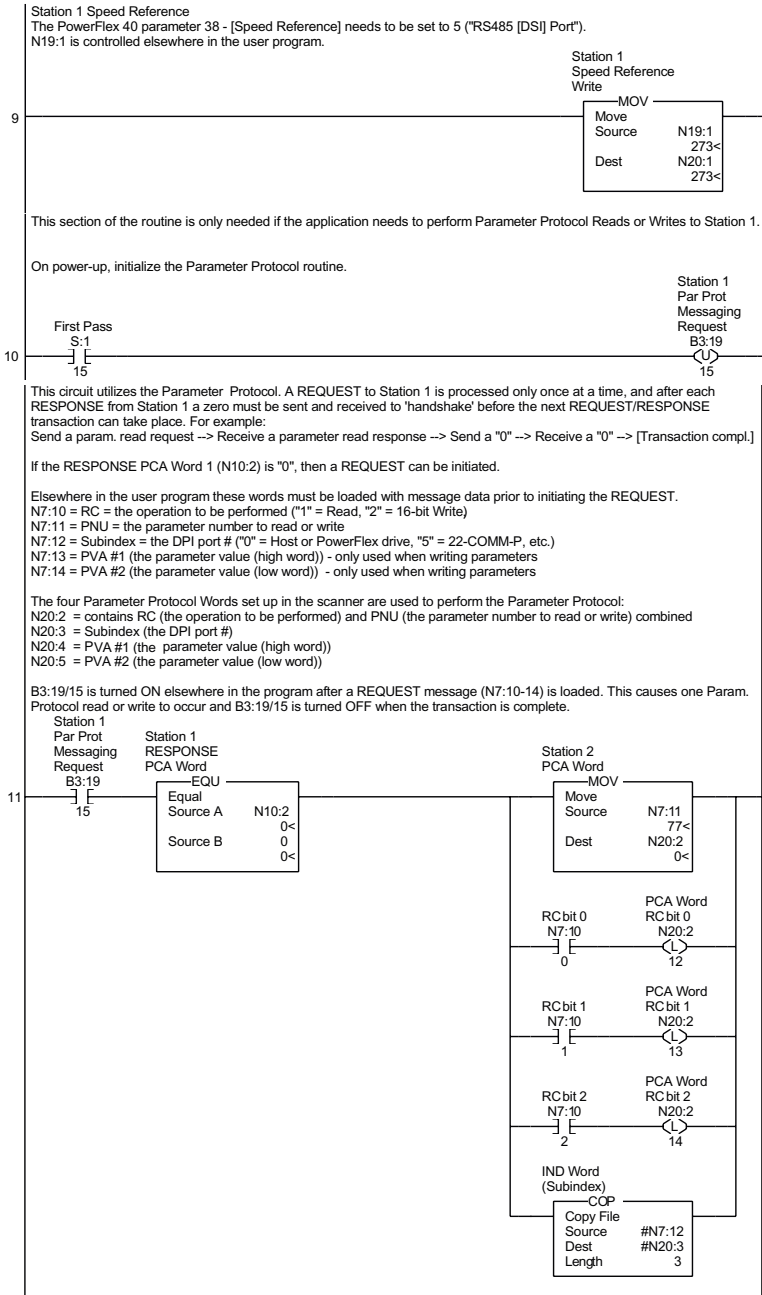 Station 1 Speed Reference
The PowerFlex 40 parameter 38 - [Speed Reference] needs to be set to 5 ("RS485 [DSI] Port").
N19:1 is controlled elsewhere in the user program.
Station 1
Speed Reference
Write
MOV
9
Move
Source N19:1
273<
Dest N20:1
273<
This section of the routine is only needed if the application needs to perform Parameter Protocol Reads or Writes to Station 1.
On power-up, initialize the Parameter Protocol routine.
Station 1
Par Prot
Messaging
First Pass Request
S:1 B3:19
10 U
15 15
This circuit utilizes the Parameter Protocol. A REQUEST to Station 1 is processed only once at a time, and after each
RESPONSE from Station 1 a zero must be sent and received to 'handshake' before the next REQUEST/RESPONSE
transaction can take place. For example:
Send a param. read request --> Receive a parameter read response --> Send a "0" --> Receive a "0" --> [Transaction compl.]
If the RESPONSE PCA Word 1 (N10:2) is "0", then a REQUEST can be initiated.
Elsewhere in the user program these words must be loaded with message data prior to initiating the REQUEST.
N7:10 = RC = the operation to be performed ("1" = Read, "2" = 16-bit Write)
N7:11 = PNU = the parameter number to read or write
N7:12 = Subindex = the DPI port # ("0" = Host or PowerFlex drive, "5" = 22-COMM-P, etc.)
N7:13 = PVA #1 (the parameter value (high word)) - only used when writing parameters
N7:14 = PVA #2 (the parameter value (low word)) - only used when writing parameters
The four Parameter Protocol Words set up in the scanner are used to perform the Parameter Protocol:
N20:2 = contains RC (the operation to be performed) and PNU (the parameter number to read or write) combined
N20:3 = Subindex (the DPI port #)
N20:4 = PVA #1 (the parameter value (high word))
N20:5 = PVA #2 (the parameter value (low word))
B3:19/15 is turned ON elsewhere in the program after a REQUEST message (N7:10-14) is loaded. This causes one Param.
Protocol read or write to occur and B3:19/15 is turned OFF when the transaction is complete.
Station 1
Par Prot Station 1
Messaging RESPONSE Station 2
Request PCA Word PCA Word
B3:19 EQU MOV
11 Equal Move
15 Source A N10:2 Source N7:11
0< 77<
Source B 0 Dest N20:2
0< 0<
PCA Word
RC bit 0 RC bit 0
N7:10 N20:2
L
0 12
PCA Word
RC bit 1 RC bit 1
N7:10 N20:2
L
1 13
PCA Word
RC bit 2 RC bit 2
N7:10 N20:2
L
2 14
IND Word
(Subindex)
COP
Copy File
Source #N7:12
Dest #N20:3
Length 3